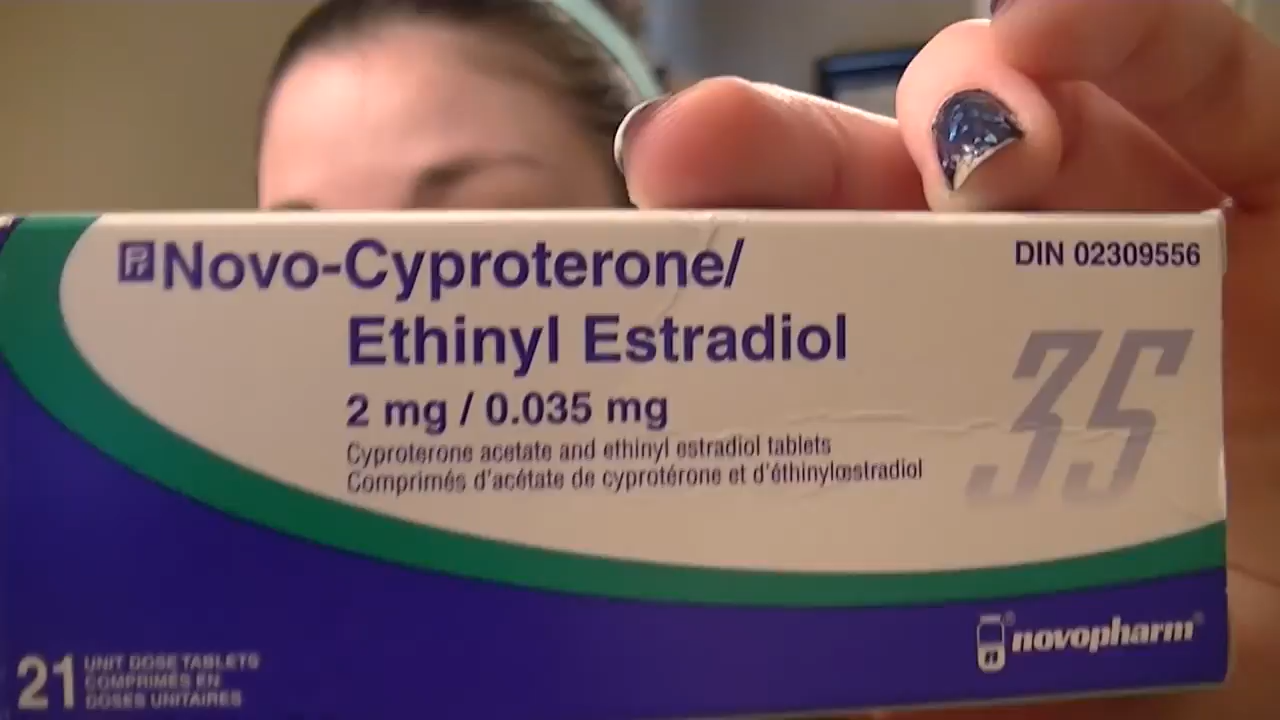 Pr Novo-Cyproterone/
Ethinyl Estradiol
2 mg / 0.035 mg
Cyproterone acetate and ethinyl estradiol tablets
Comprimés d'acétate de cyprotérone et d'éthinylœstradiol
DIN 02309556
35
21 UNIT DOSE TABLETS
COMPRIMÉS EN
DOSES UNITAIRES
n novopharm®